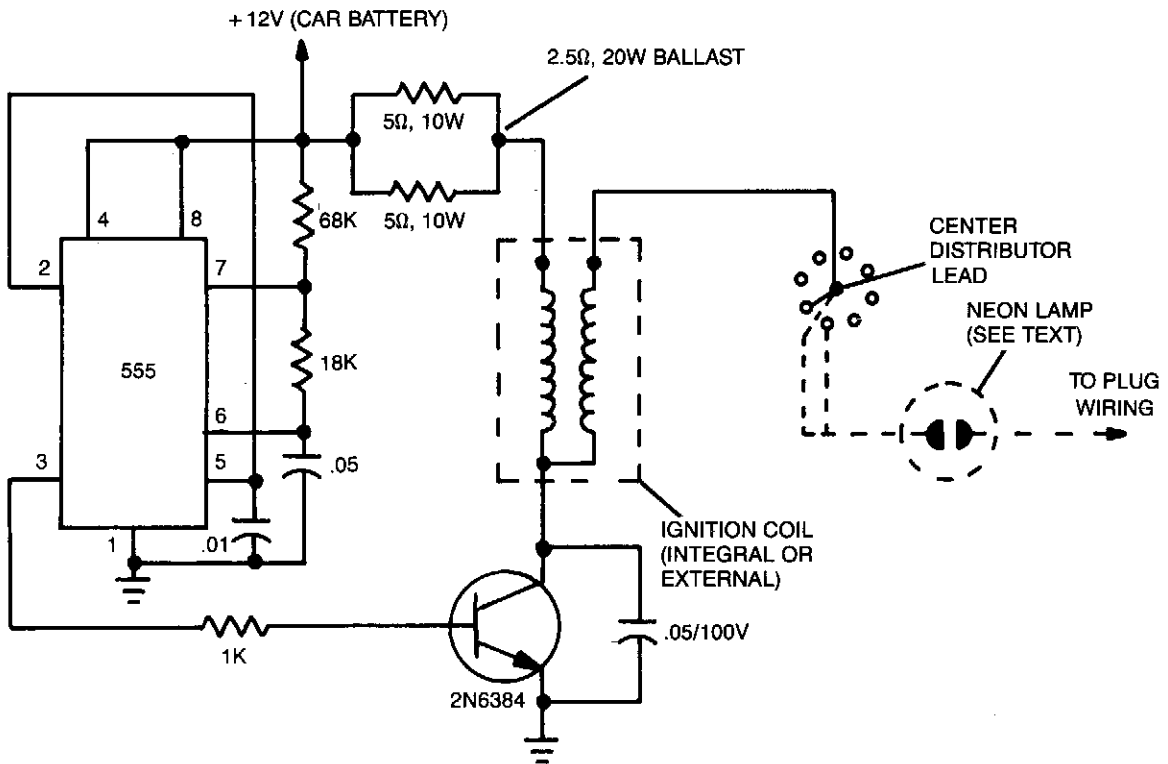 + 12V (CAR BATTERY)
2.5Ω, 20W BALLAST
5Ω, 10W
5Ω, 10W
4
8
68K
2
7
CENTER
DISTRIBUTOR
LEAD
NEON LAMP
(SEE TEXT)
555
18K
TO PLUG
WIRING
6
3
5
.05
1
.01
IGNITION COIL
(INTEGRAL OR
EXTERNAL)
1K
.05/100V
2N6384